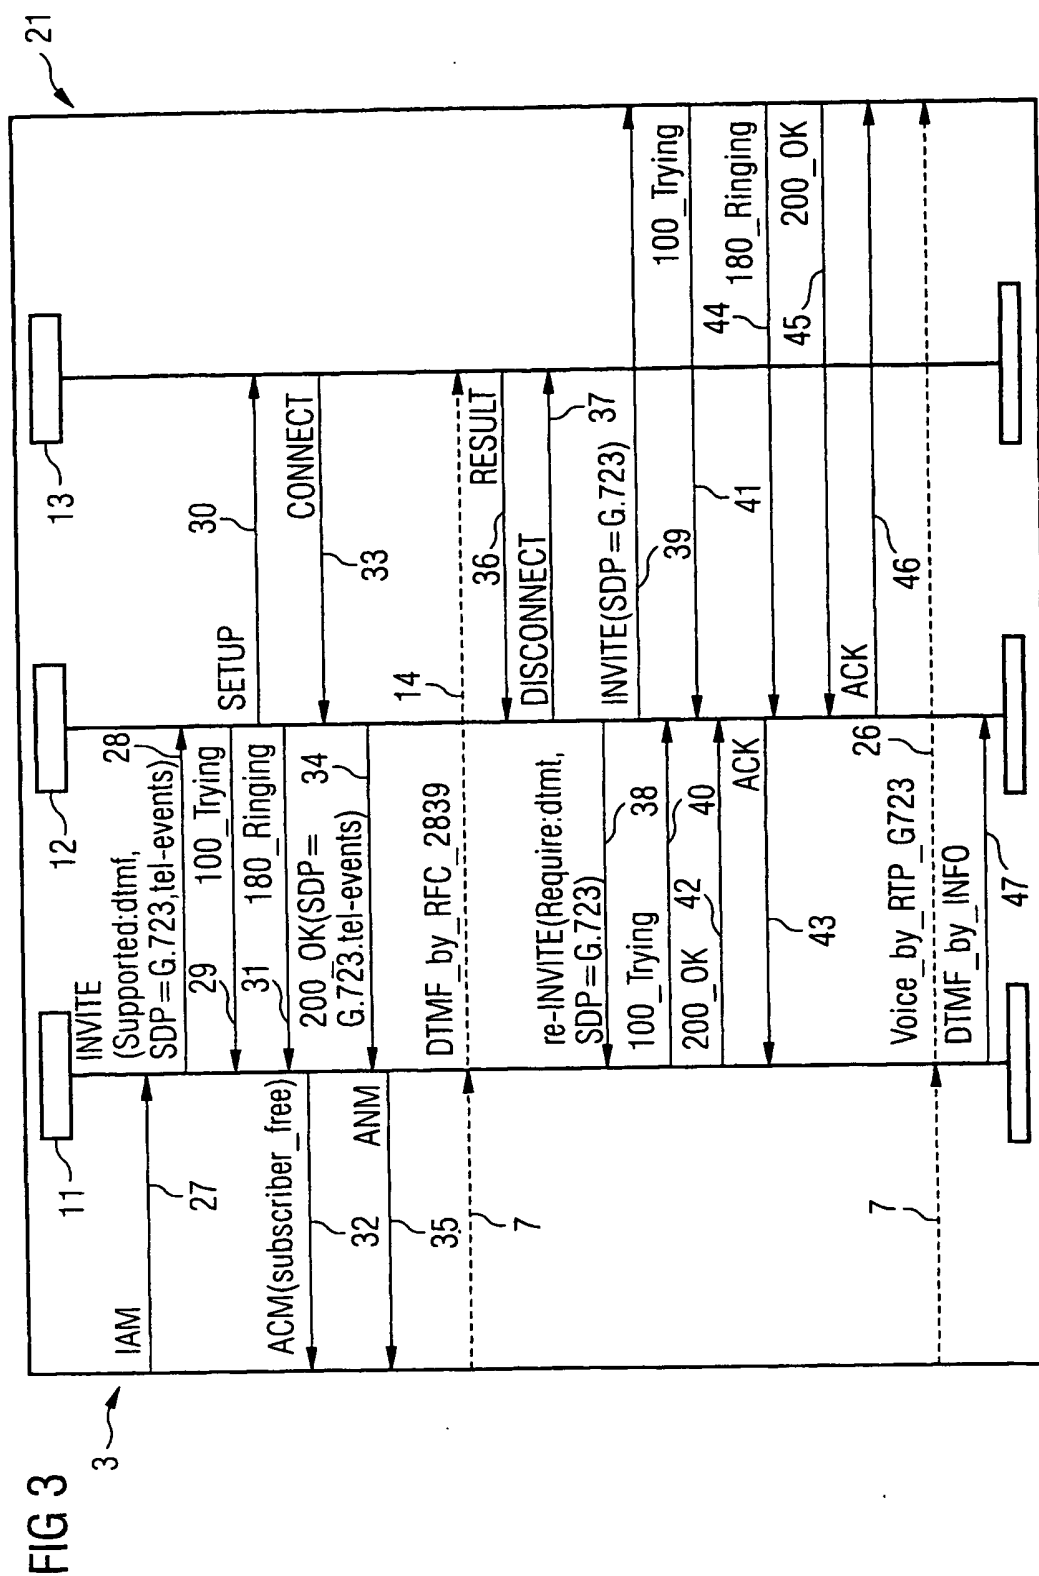 FIG 3
3
21
11
12
13
IAM
27
INVITE
(Supported:dtmf,
SDP=G.723,tel-events)
28
100_Trying
29
SETUP
30
180_Ringing
31
ACM(subscriber_free)
32
CONNECT
33
200_OK(SDP=
G.723.tel-events)
34
ANM
35
7
DTMF_by_RFC_2839
14
RESULT
36
DISCONNECT
37
re-INVITE(Require:dtmt,
SDP=G.723)
38
INVITE(SDP=G.723)
39
100_Trying
40
100_Trying
41
200_OK
42
ACK
43
180_Ringing
44
200_OK
45
ACK
46
7
Voice_by_RTP_G723
26
DTMF_by_INFO
47